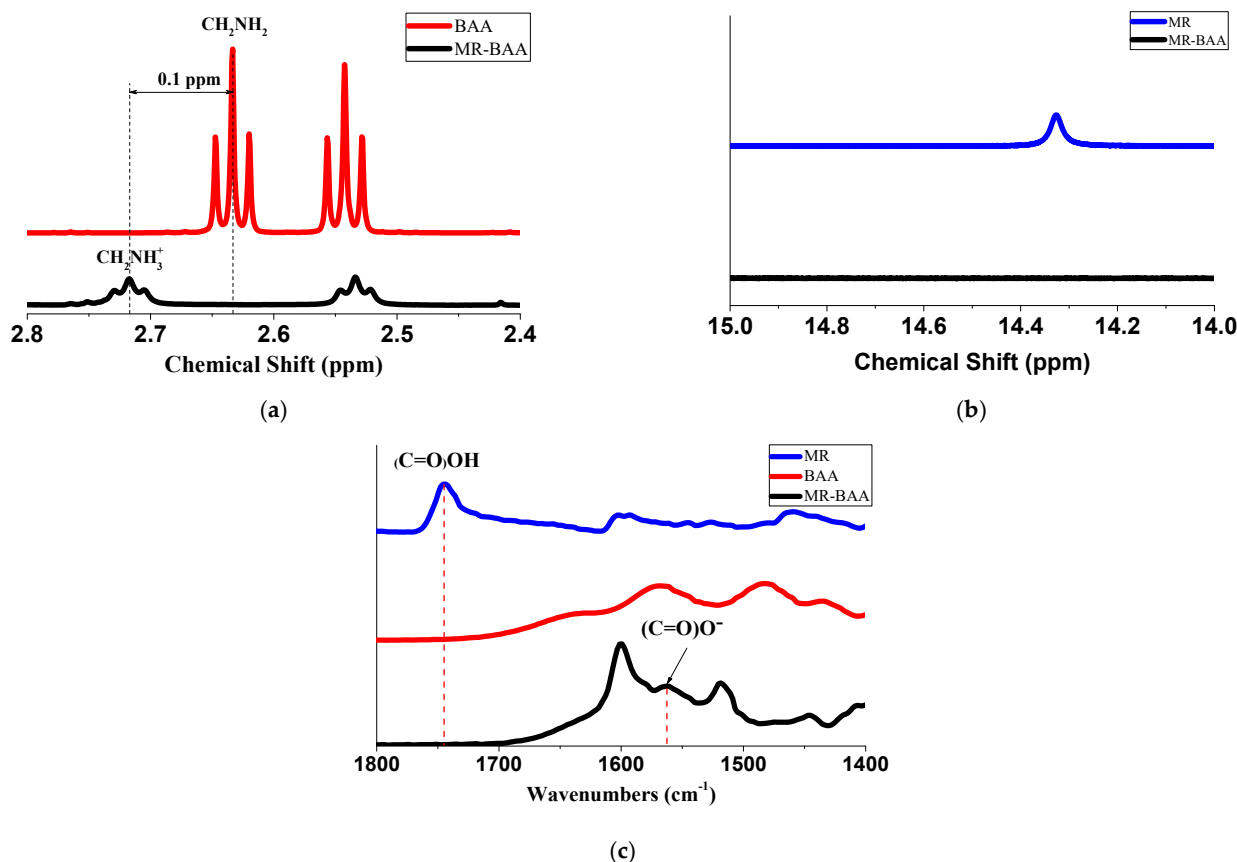 CH₂NH₂
BAA
MR-BAA
0.1 ppm
CH₂NH₃⁺
2.8 2.7 2.6 2.5 2.4
Chemical Shift (ppm)
(a)
MR
MR-BAA
15.0 14.8 14.6 14.4 14.2 14.0
Chemical Shift (ppm)
(b)
(C=O)OH
MR
BAA
MR-BAA
(C=O)O⁻
1800 1700 1600 1500 1400
Wavenumbers (cm⁻¹)
(c)